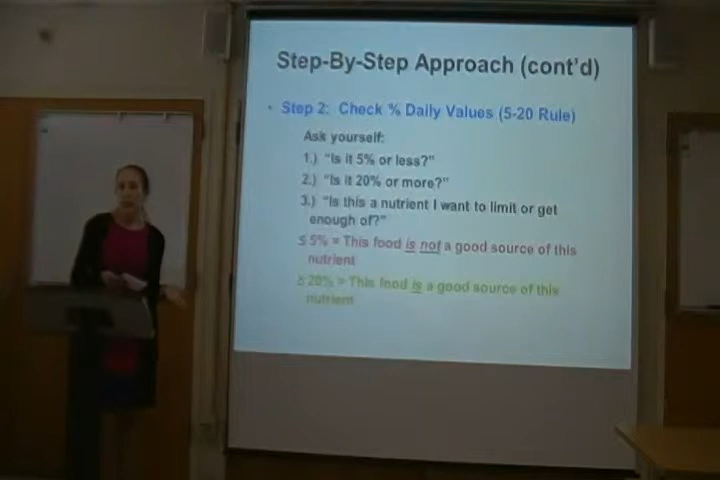 Step-By-Step Approach (cont'd)
• Step 2: Check % Daily Values (5-20 Rule)
Ask yourself:
1.) "Is it 5% or less?"
2.) "Is it 20% or more?"
3.) "Is this a nutrient I want to limit or get
enough of?"
≤ 5% = This food is not a good source of this
nutrient
≥ 20% = This food is a good source of this
nutrient